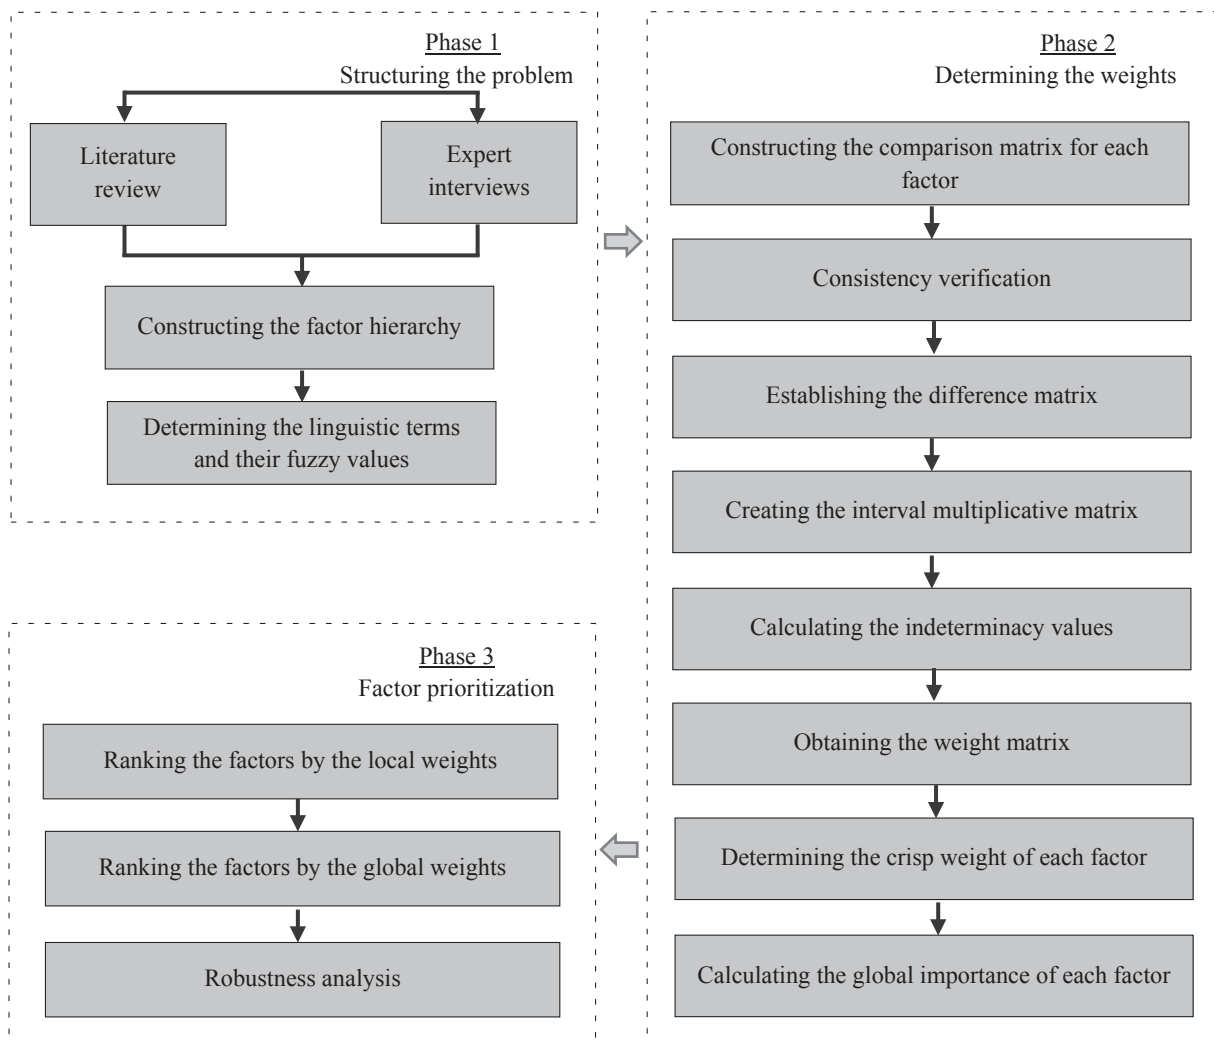 Phase 1
Structuring the problem
Literature
review
Expert
interviews
Constructing the factor hierarchy
Determining the linguistic terms
and their fuzzy values
Phase 2
Determining the weights
Constructing the comparison matrix for each
factor
Consistency verification
Establishing the difference matrix
Creating the interval multiplicative matrix
Calculating the indeterminacy values
Obtaining the weight matrix
Determining the crisp weight of each factor
Calculating the global importance of each factor
Phase 3
Factor prioritization
Ranking the factors by the local weights
Ranking the factors by the global weights
Robustness analysis